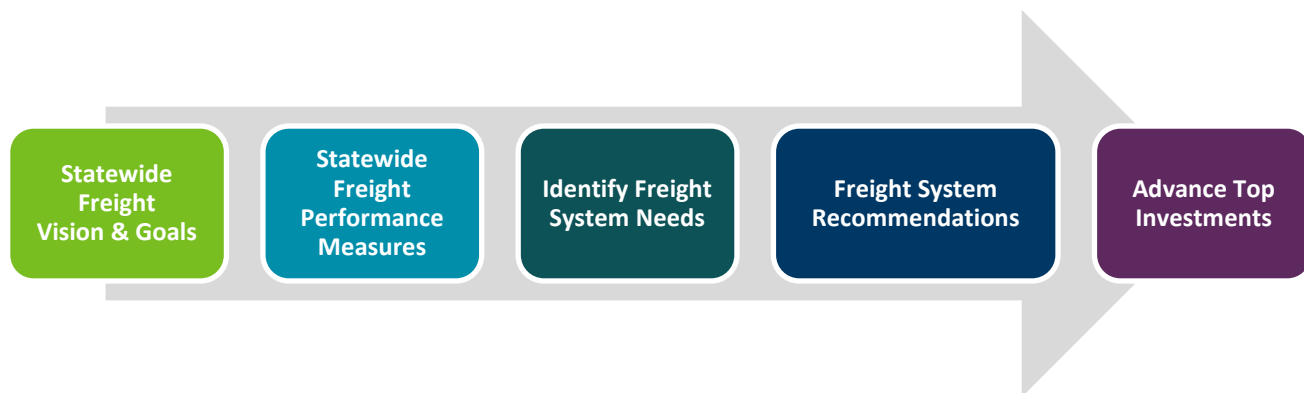 Statewide
Freight
Vision & Goals
Statewide
Freight
Performance
Measures
Identify Freight
System Needs
Freight System
Recommendations
Advance Top
Investments